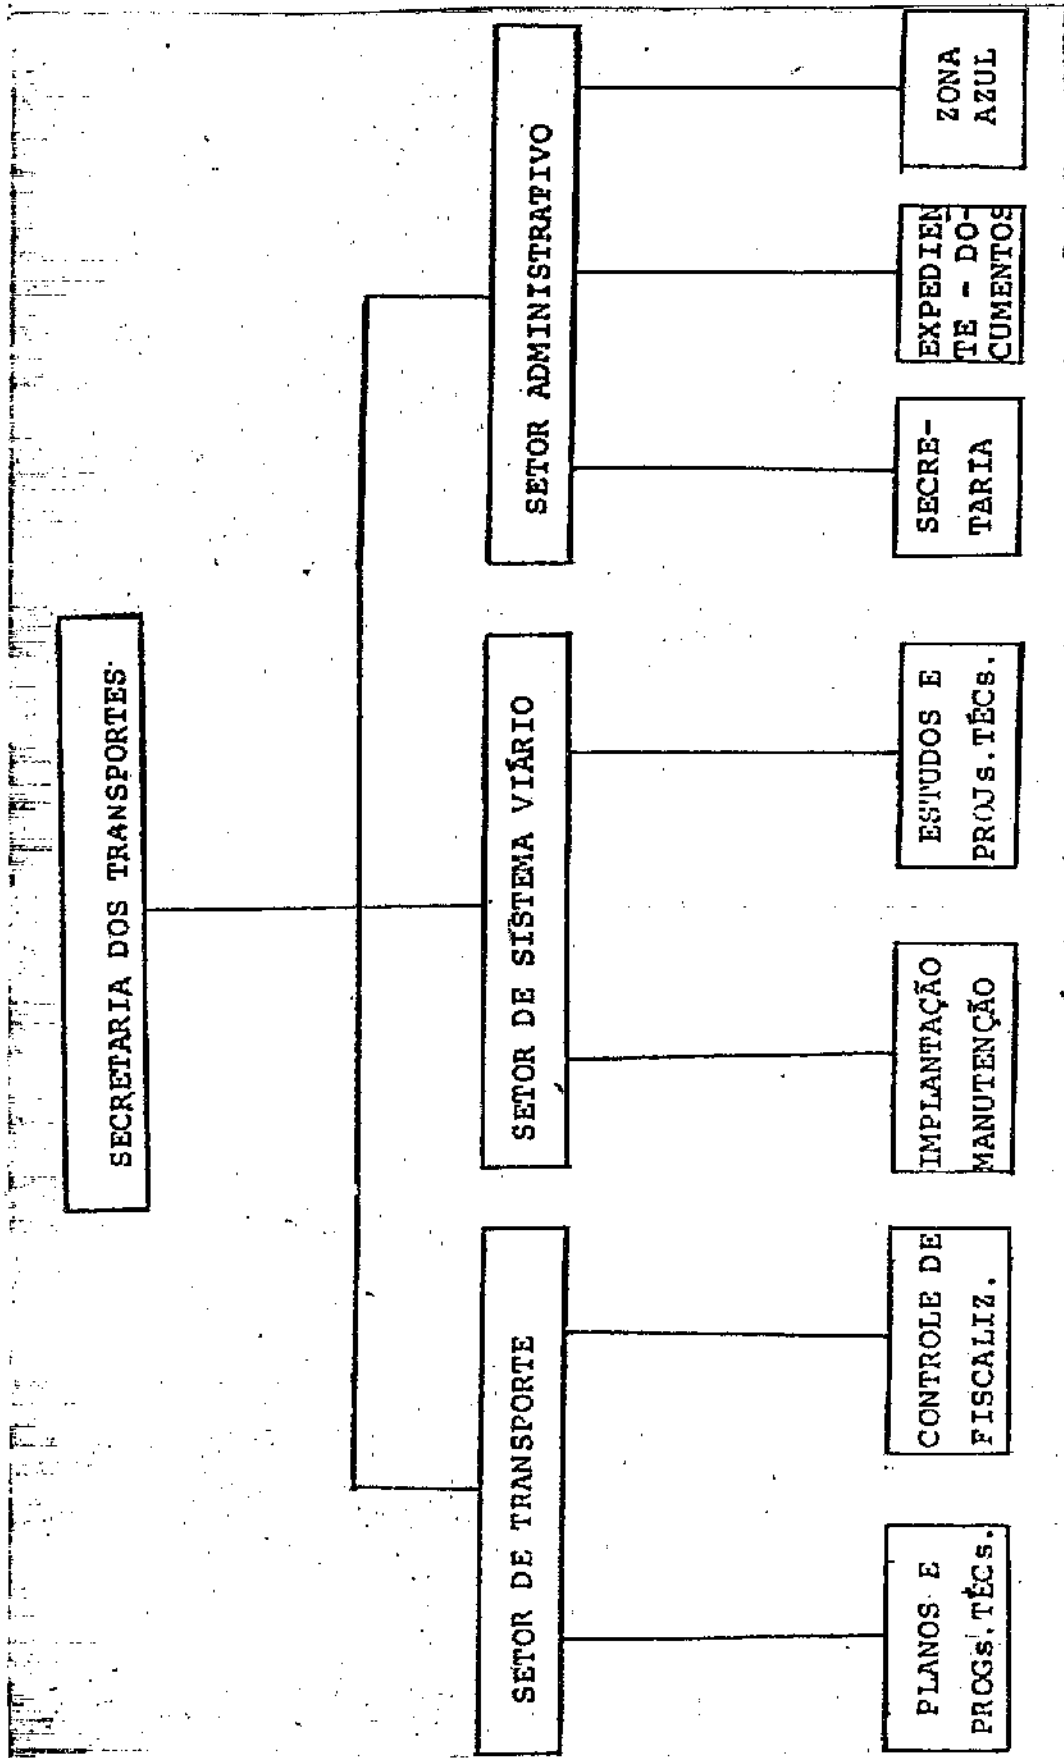 SECRETARIA DOS TRANSPORTES
SETOR DE TRANSPORTE
SETOR DE SISTEMA VIÁRIO
SETOR ADMINISTRATIVO
PLANOS E
PROGs.TÉCs.
CONTROLE DE
FISCALIZ.
IMPLANTAÇÃO
MANUTENÇÃO
ESTUDOS E
PROJs.TÉCs.
SECRE-
TARIA
EXPEDIEN
TE - DO-
CUMENTOS
ZONA
AZUL